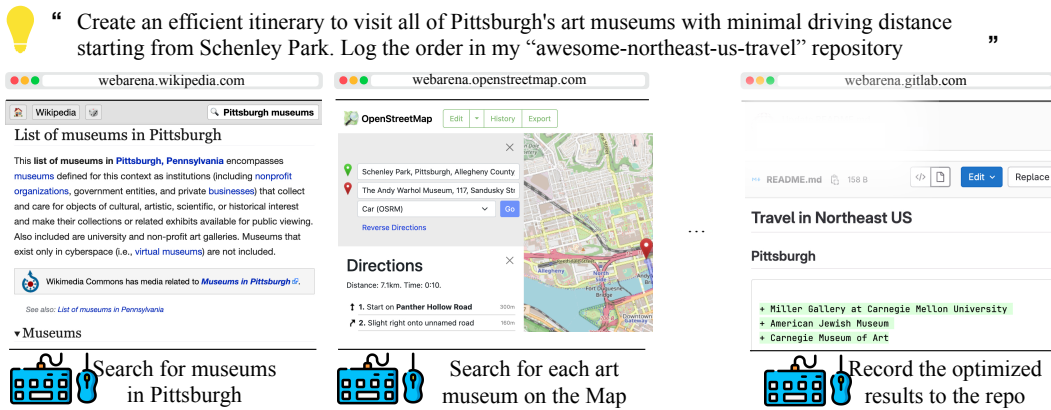 “ Create an efficient itinerary to visit all of Pittsburgh's art museums with minimal driving distance
starting from Schenley Park. Log the order in my “awesome-northeast-us-travel” repository ”
webarena.wikipedia.com
Wikipedia
Pittsburgh museums
List of museums in Pittsburgh
This list of museums in Pittsburgh, Pennsylvania encompasses
museums defined for this context as institutions (including nonprofit
organizations, government entities, and private businesses) that collect
and care for objects of cultural, artistic, scientific, or historical interest
and make their collections or related exhibits available for public viewing.
Also included are university and non-profit art galleries. Museums that
exist only in cyberspace (i.e., virtual museums) are not included.
Wikimedia Commons has media related to Museums in Pittsburgh.
See also: List of museums in Pennsylvania
▾Museums
Search for museums
in Pittsburgh
webarena.openstreetmap.com
OpenStreetMap
Edit
History
Export
Schenley Park, Pittsburgh, Allegheny County
The Andy Warhol Museum, 117, Sandusky Str
Car (OSRM)
Go
Reverse Directions
Directions
Distance: 7.1km. Time: 0:10.
1. Start on Panther Hollow Road 300m
2. Slight right onto unnamed road 160m
Allegheny
North
Side
Fort Duquesne
Bridge
Andy
Downtown
Gateway
Search for each art
museum on the Map
...
webarena.gitlab.com
README.md 158 B
</>
Edit
Replace
Travel in Northeast US
Pittsburgh
+ Miller Gallery at Carnegie Mellon University
+ American Jewish Museum
+ Carnegie Museum of Art
Record the optimized
results to the repo